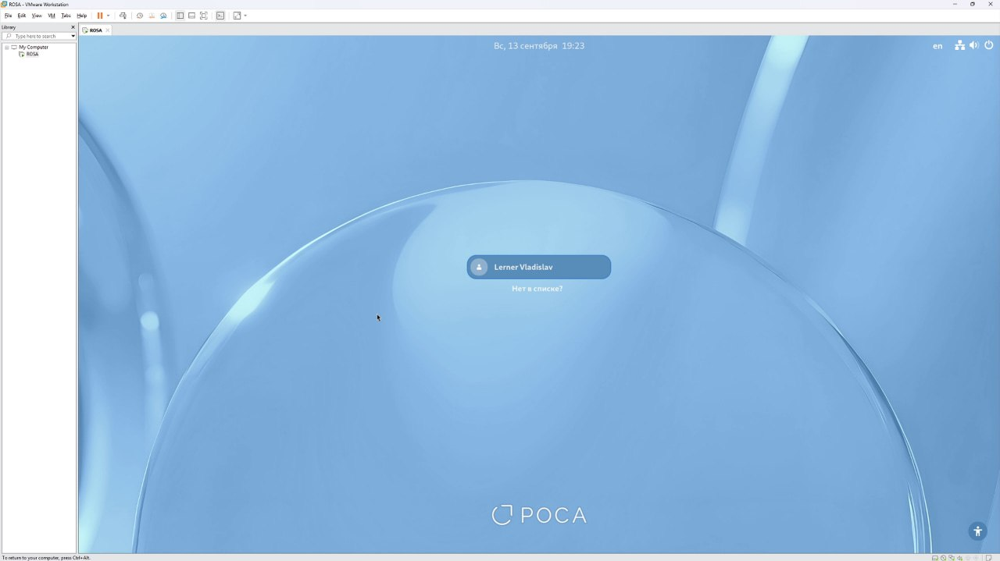 ROSA - VMware Workstation
File Edit View VM Tabs Help
Library
Type here to search
My Computer
ROSA
ROSA
Вс, 13 сентября 19:23
en
Lerner Vladislav
Нет в списке?
РОСА
To return to your computer, press Ctrl+Alt.